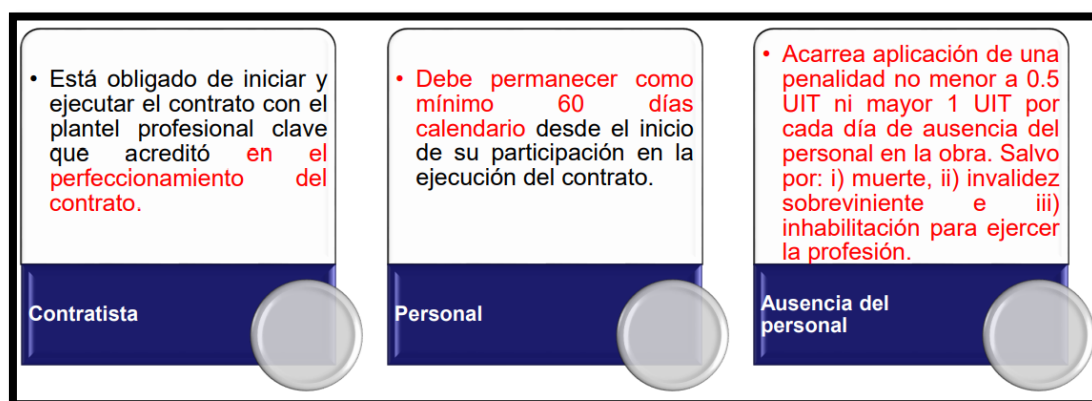 • Está obligado de iniciar y
ejecutar el contrato con el
plantel profesional clave
que acreditó en el
perfeccionamiento del
contrato.
Contratista
• Debe permanecer como
mínimo 60 días
calendario desde el inicio
de su participación en la
ejecución del contrato.
Personal
• Acarrea aplicación de una
penalidad no menor a 0.5
UIT ni mayor 1 UIT por
cada día de ausencia del
personal en la obra. Salvo
por: i) muerte, ii) invalidez
sobreviniente e iii)
inhabilitación para ejercer
la profesión.
Ausencia del
personal